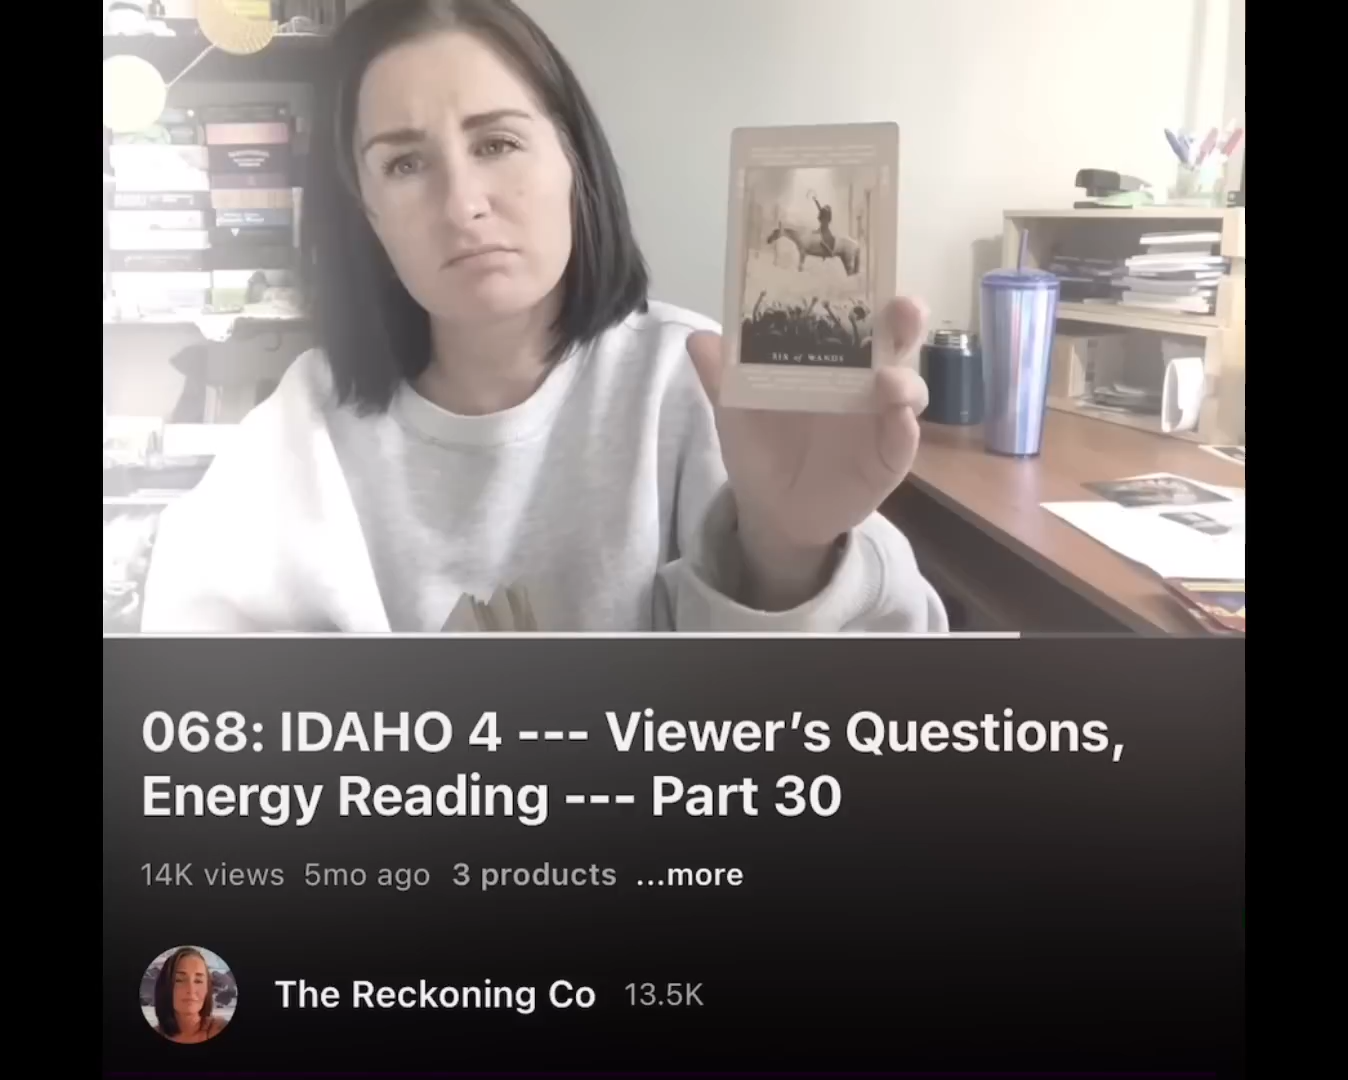 SIX of WANDS
068: IDAHO 4 --- Viewer’s Questions,
Energy Reading --- Part 30
14K views 5mo ago 3 products ...more
The Reckoning Co 13.5K